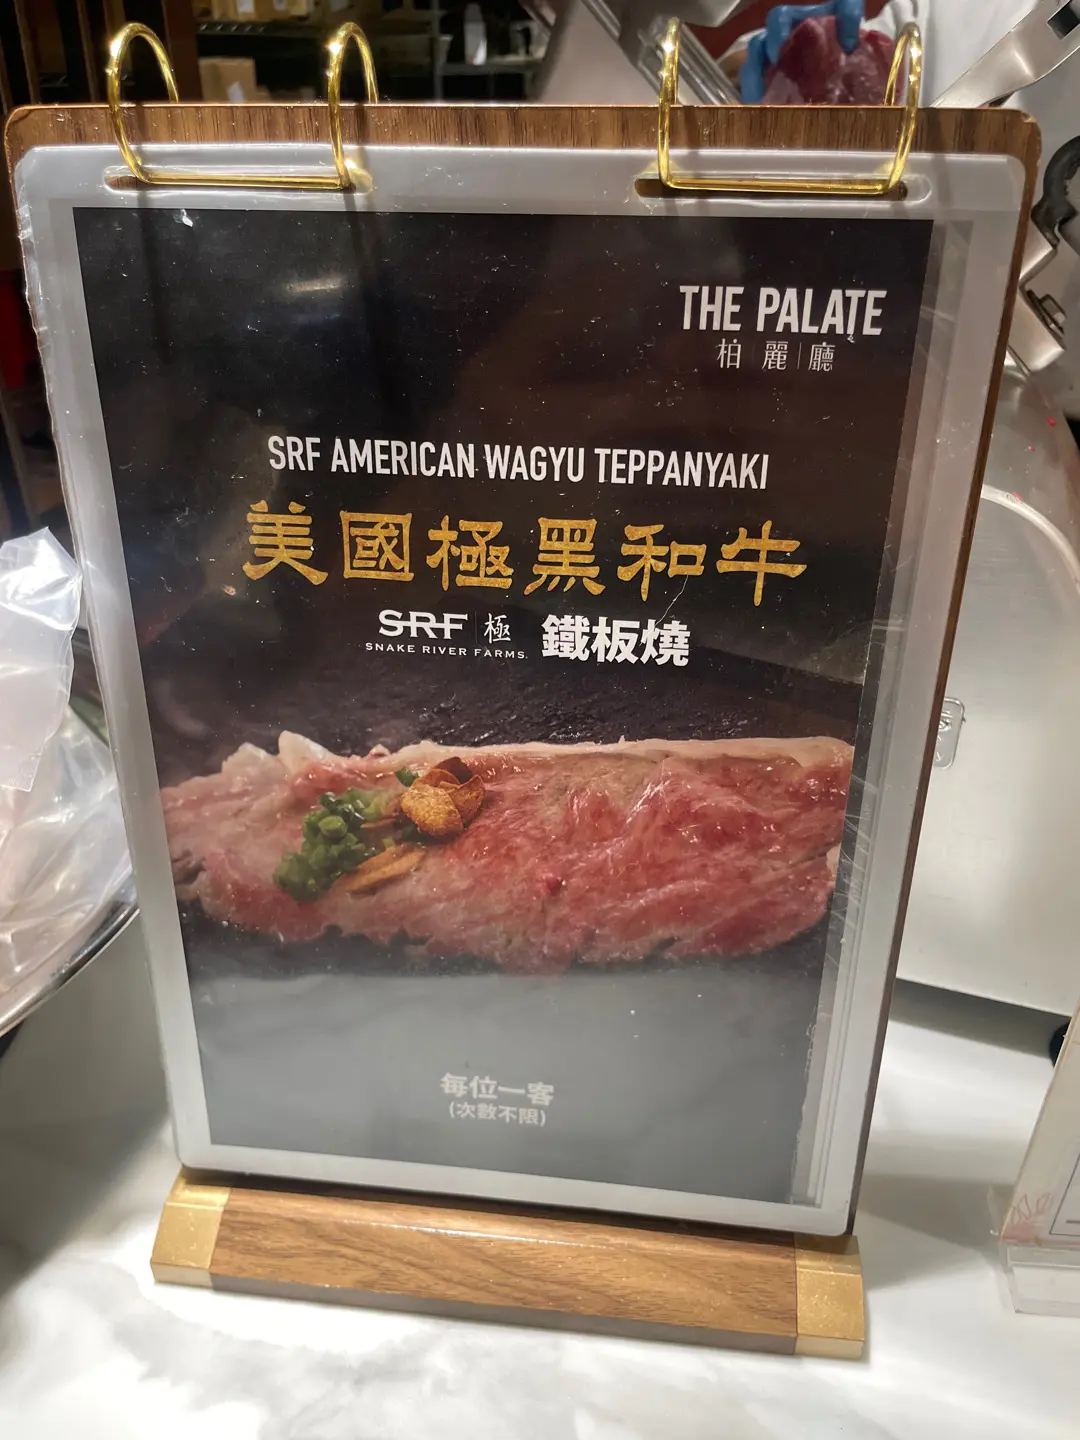 THE PALATE
柏麗廳
SRF AMERICAN WAGYU TEPPANYAKI
美國極黑和牛
SRF 極 鐵板燒
SNAKE RIVER FARMS.
每位一客
(次數不限)